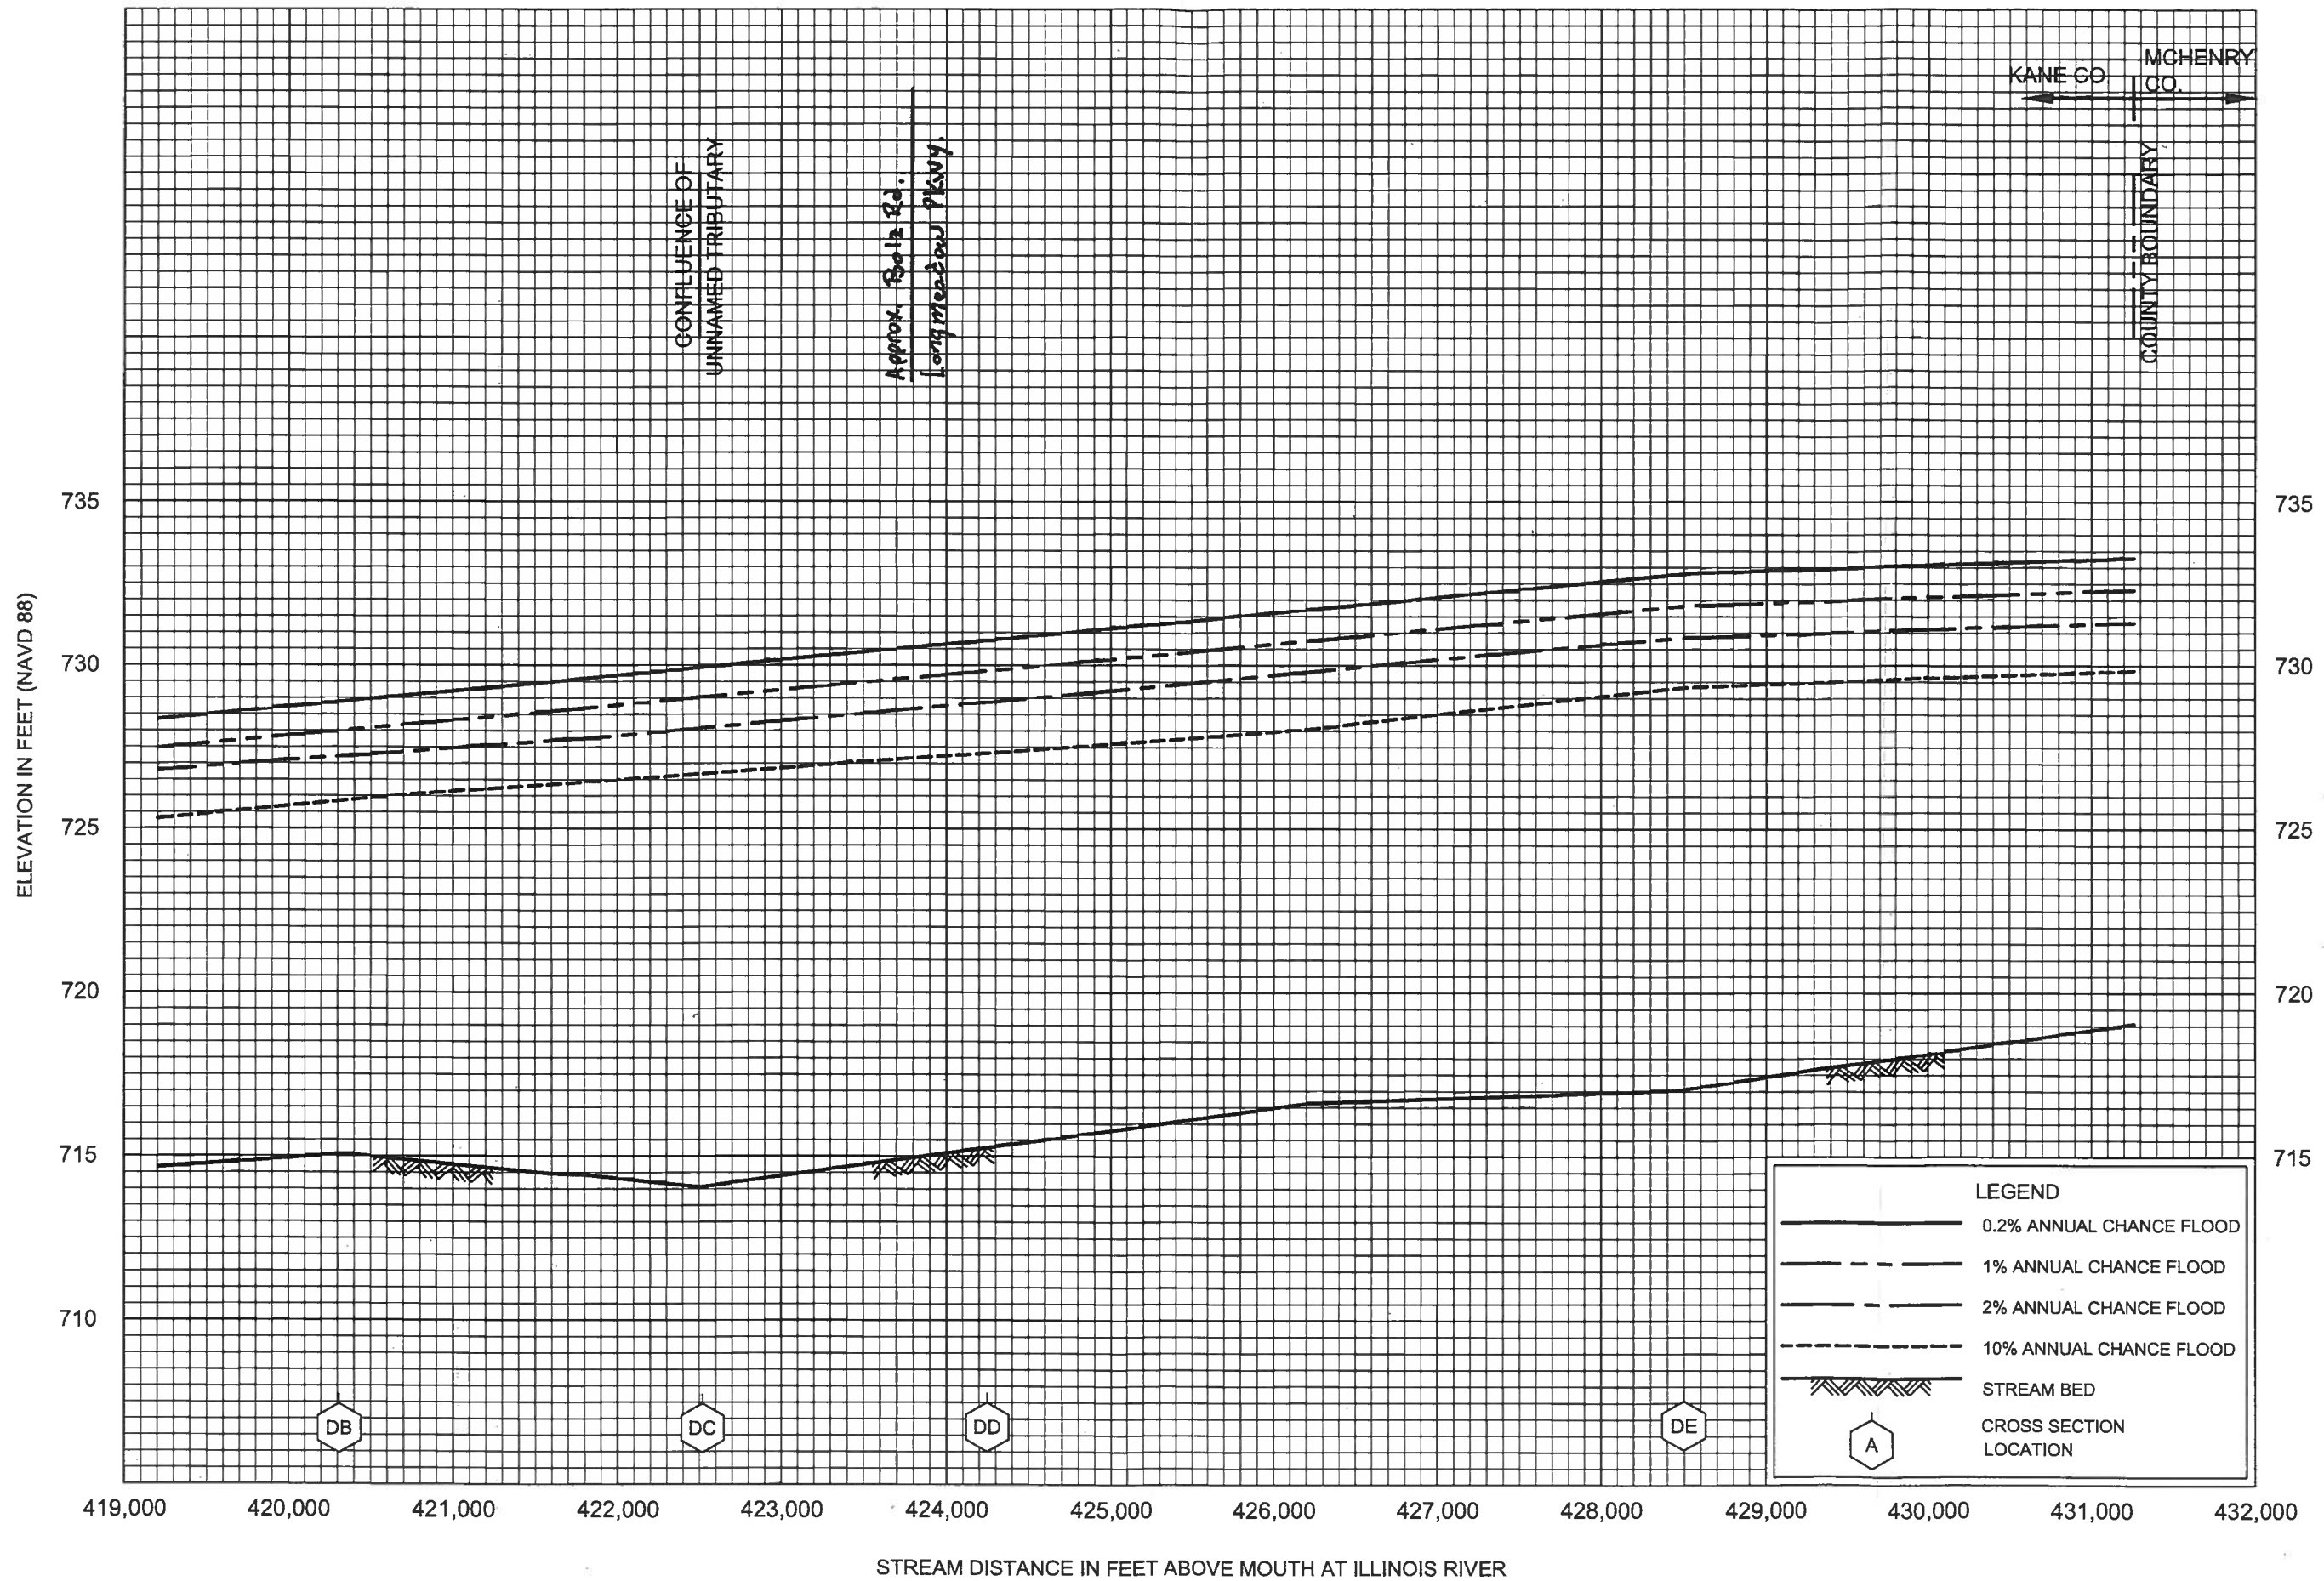 KANE CO
MCHENRY
CO.
CONFLUENCE OF
UNNAMED TRIBUTARY
Approx. Bolz Rd.
Longmeadow PKWY.
COUNTY BOUNDARY
ELEVATION IN FEET (NAVD 88)
735
730
725
720
715
710
735
730
725
720
715
LEGEND
0.2% ANNUAL CHANCE FLOOD
1% ANNUAL CHANCE FLOOD
2% ANNUAL CHANCE FLOOD
10% ANNUAL CHANCE FLOOD
STREAM BED
A
CROSS SECTION
LOCATION
DB DC DD DE
419,000 420,000 421,000 422,000 423,000 424,000 425,000 426,000 427,000 428,000 429,000 430,000 431,000 432,000
STREAM DISTANCE IN FEET ABOVE MOUTH AT ILLINOIS RIVER